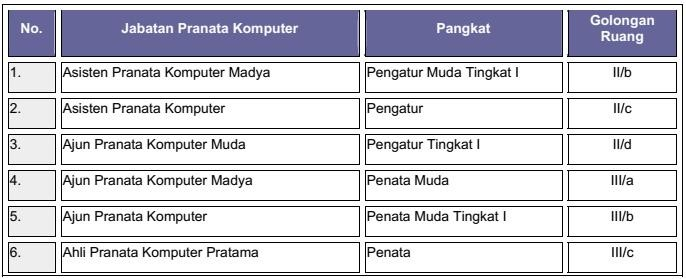 No. Jabatan Pranata Komputer Pangkat Golongan Ruang
1. Asisten Pranata Komputer Madya Pengatur Muda Tingkat I II/b
2. Asisten Pranata Komputer Pengatur II/c
3. Ajun Pranata Komputer Muda Pengatur Tingkat I II/d
4. Ajun Pranata Komputer Madya Penata Muda III/a
5. Ajun Pranata Komputer Penata Muda Tingkat I III/b
6. Ahli Pranata Komputer Pratama Penata III/c